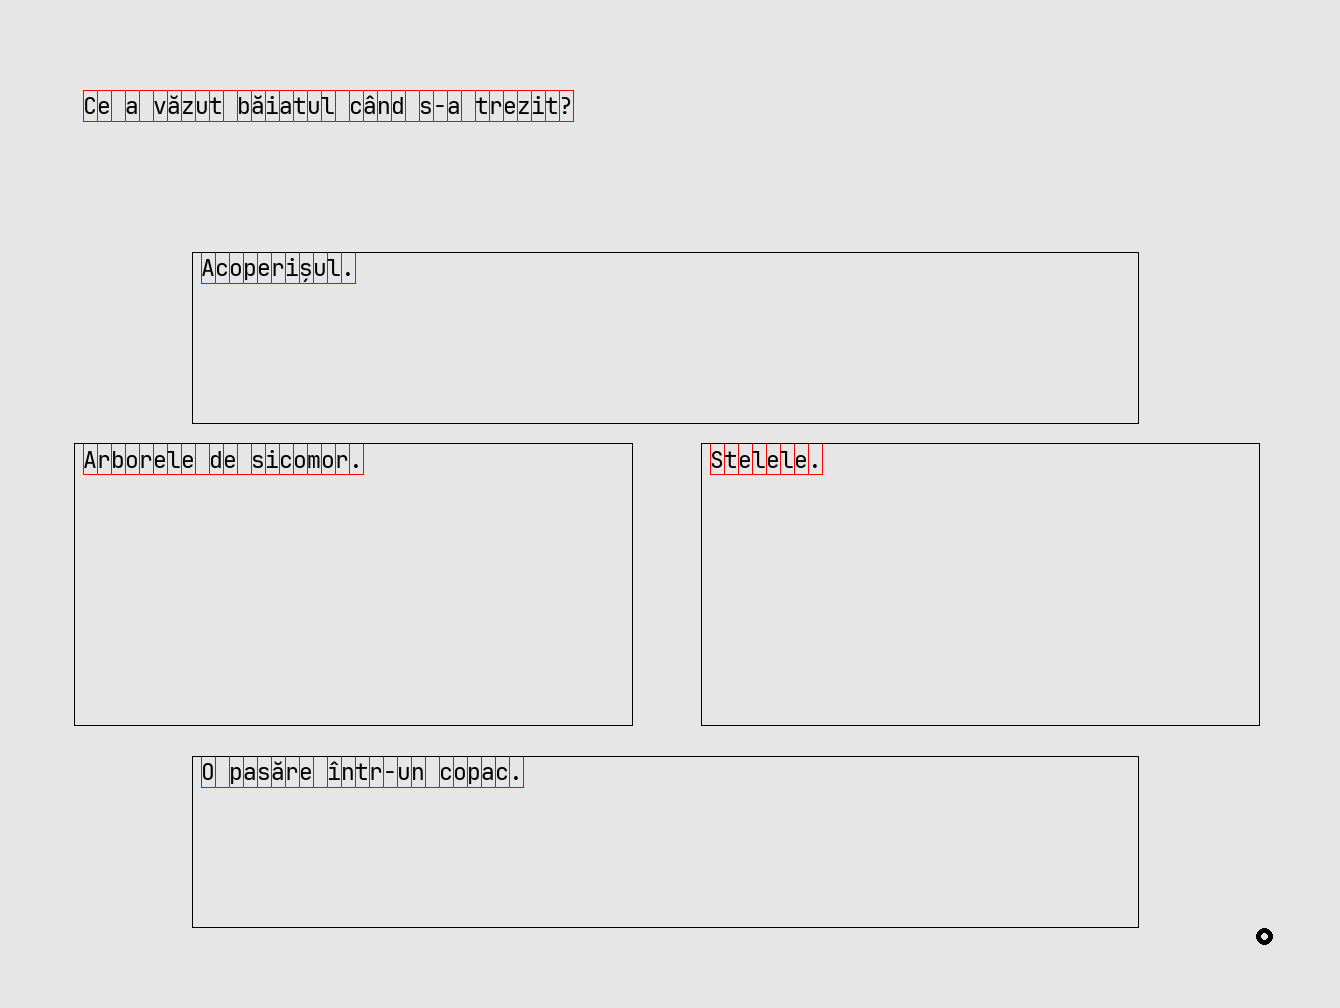 Ce a văzut băiatul când s-a trezit?
Acoperișul.
Arborele de sicomor.
Stelele.
O pasăre într-un copac.